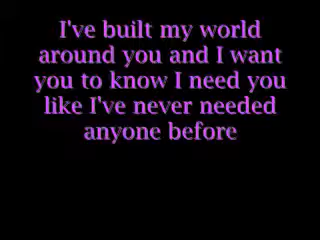 I've built my world
around you and I want
you to know I need you
like I've never needed
anyone before